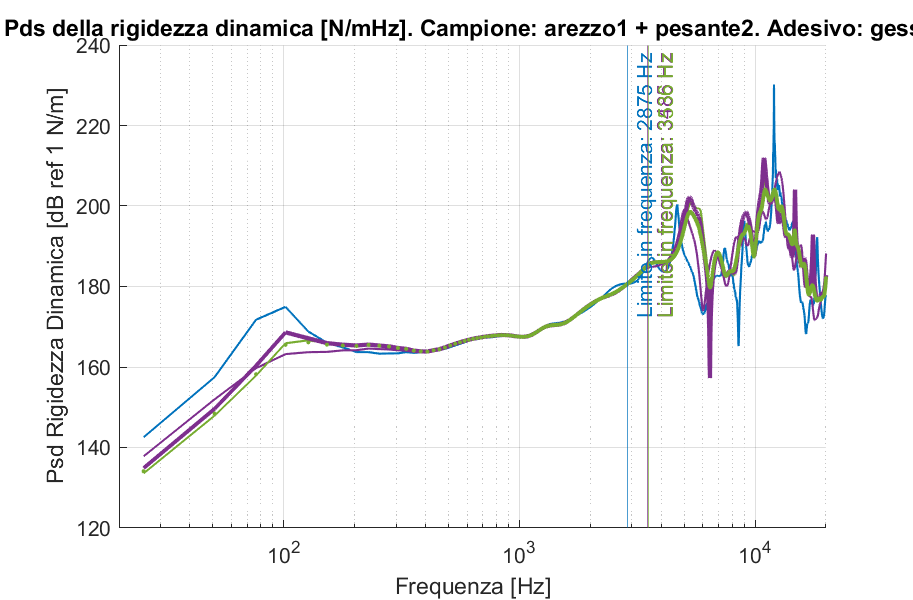 Pds della rigidezza dinamica [N/mHz]. Campione: arezzo1 + pesante2. Adesivo: gess
240
220
200
180
160
140
120
Psd Rigidezza Dinamica [dB ref 1 N/m]
Limite in frequenza: 2875 Hz
Limite in frequenza: 3486 Hz
10²
10³
10⁴
Frequenza [Hz]